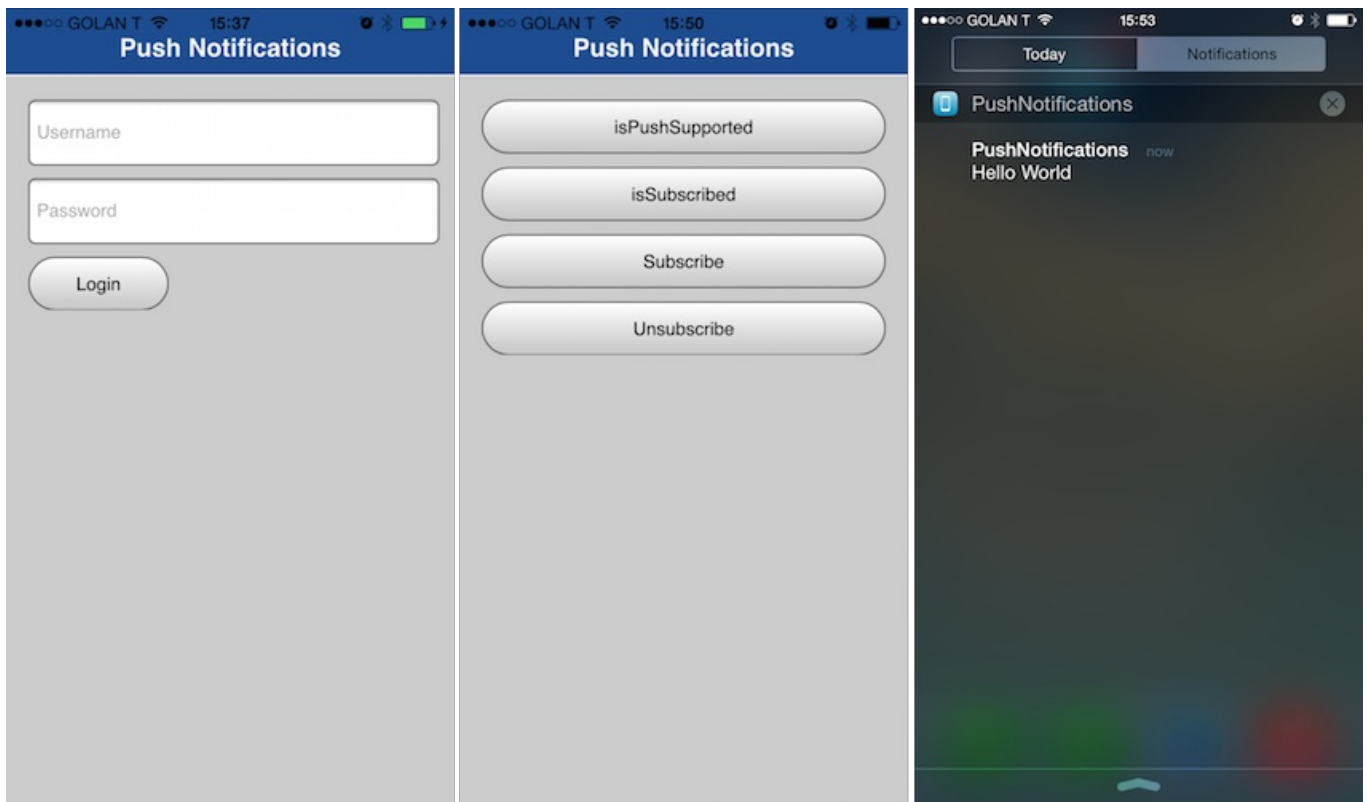 GOLAN T 15:37
Push Notifications
Username
Password
Login
GOLAN T 15:50
Push Notifications
isPushSupported
isSubscribed
Subscribe
Unsubscribe
GOLAN T 15:53
Today Notifications
PushNotifications
PushNotifications now
Hello World